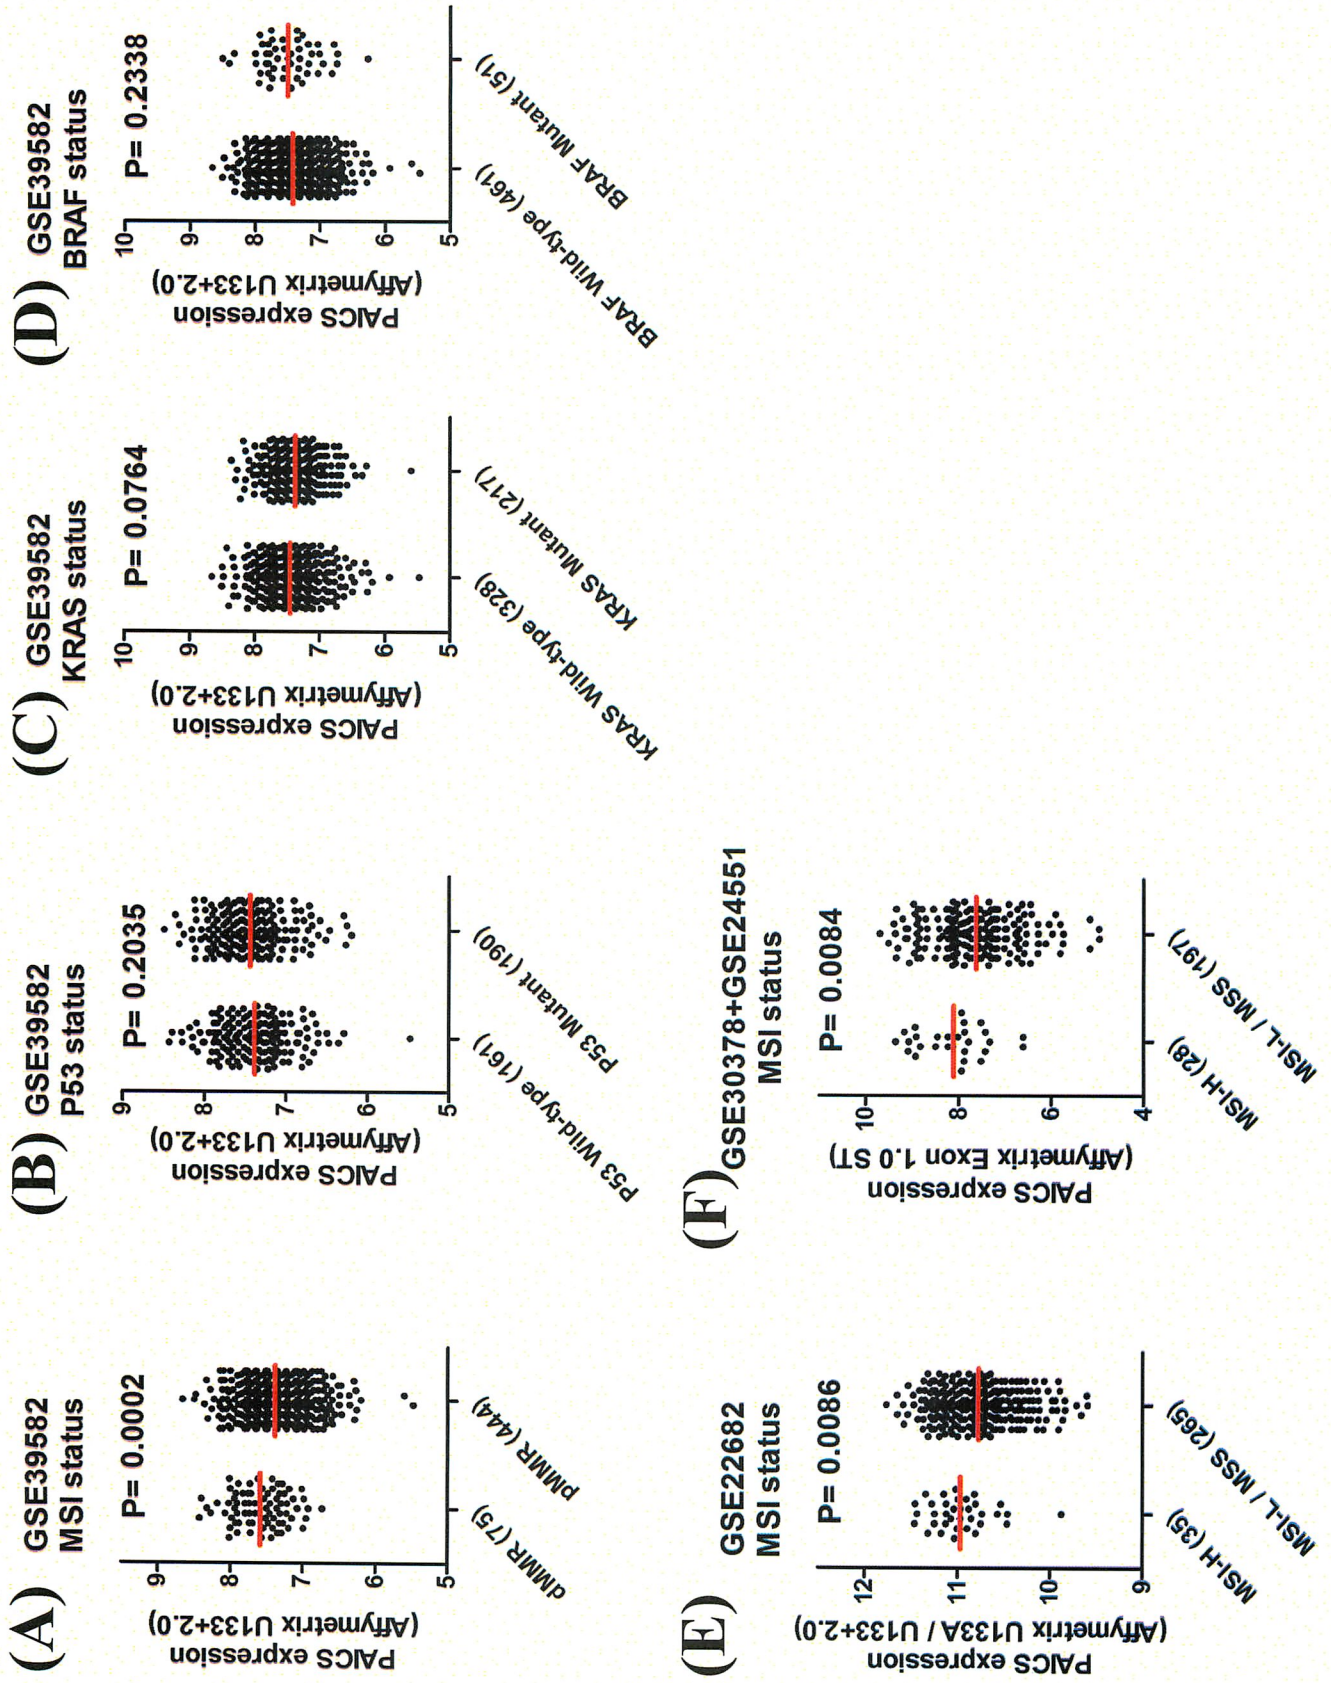 (A)
GSE39582
MSI status
P= 0.0002
PAICS expression
(Affymetrix U133+2.0)
9
8
7
6
5
dMMR (75)
pMMR (444)
(B)
GSE39582
P53 status
P= 0.2035
PAICS expression
(Affymetrix U133+2.0)
9
8
7
6
5
P53 Wild-type (161)
P53 Mutant (190)
(C)
GSE39582
KRAS status
P= 0.0764
PAICS expression
(Affymetrix U133+2.0)
10
9
8
7
6
5
KRAS Wild-type (328)
KRAS Mutant (217)
(D)
GSE39582
BRAF status
P= 0.2338
PAICS expression
(Affymetrix U133+2.0)
10
9
8
7
6
5
BRAF Wild-type (461)
BRAF Mutant (51)
(E)
GSE22682
MSI status
P= 0.0086
PAICS expression
(Affymetrix U133A / U133+2.0)
12
11
10
9
MSI-H (35)
MSI-L / MSS (265)
(F)
GSE30378+GSE24551
MSI status
P= 0.0084
PAICS expression
(Affymetrix Exon 1.0 ST)
10
8
6
4
MSI-H (28)
MSI-L / MSS (197)